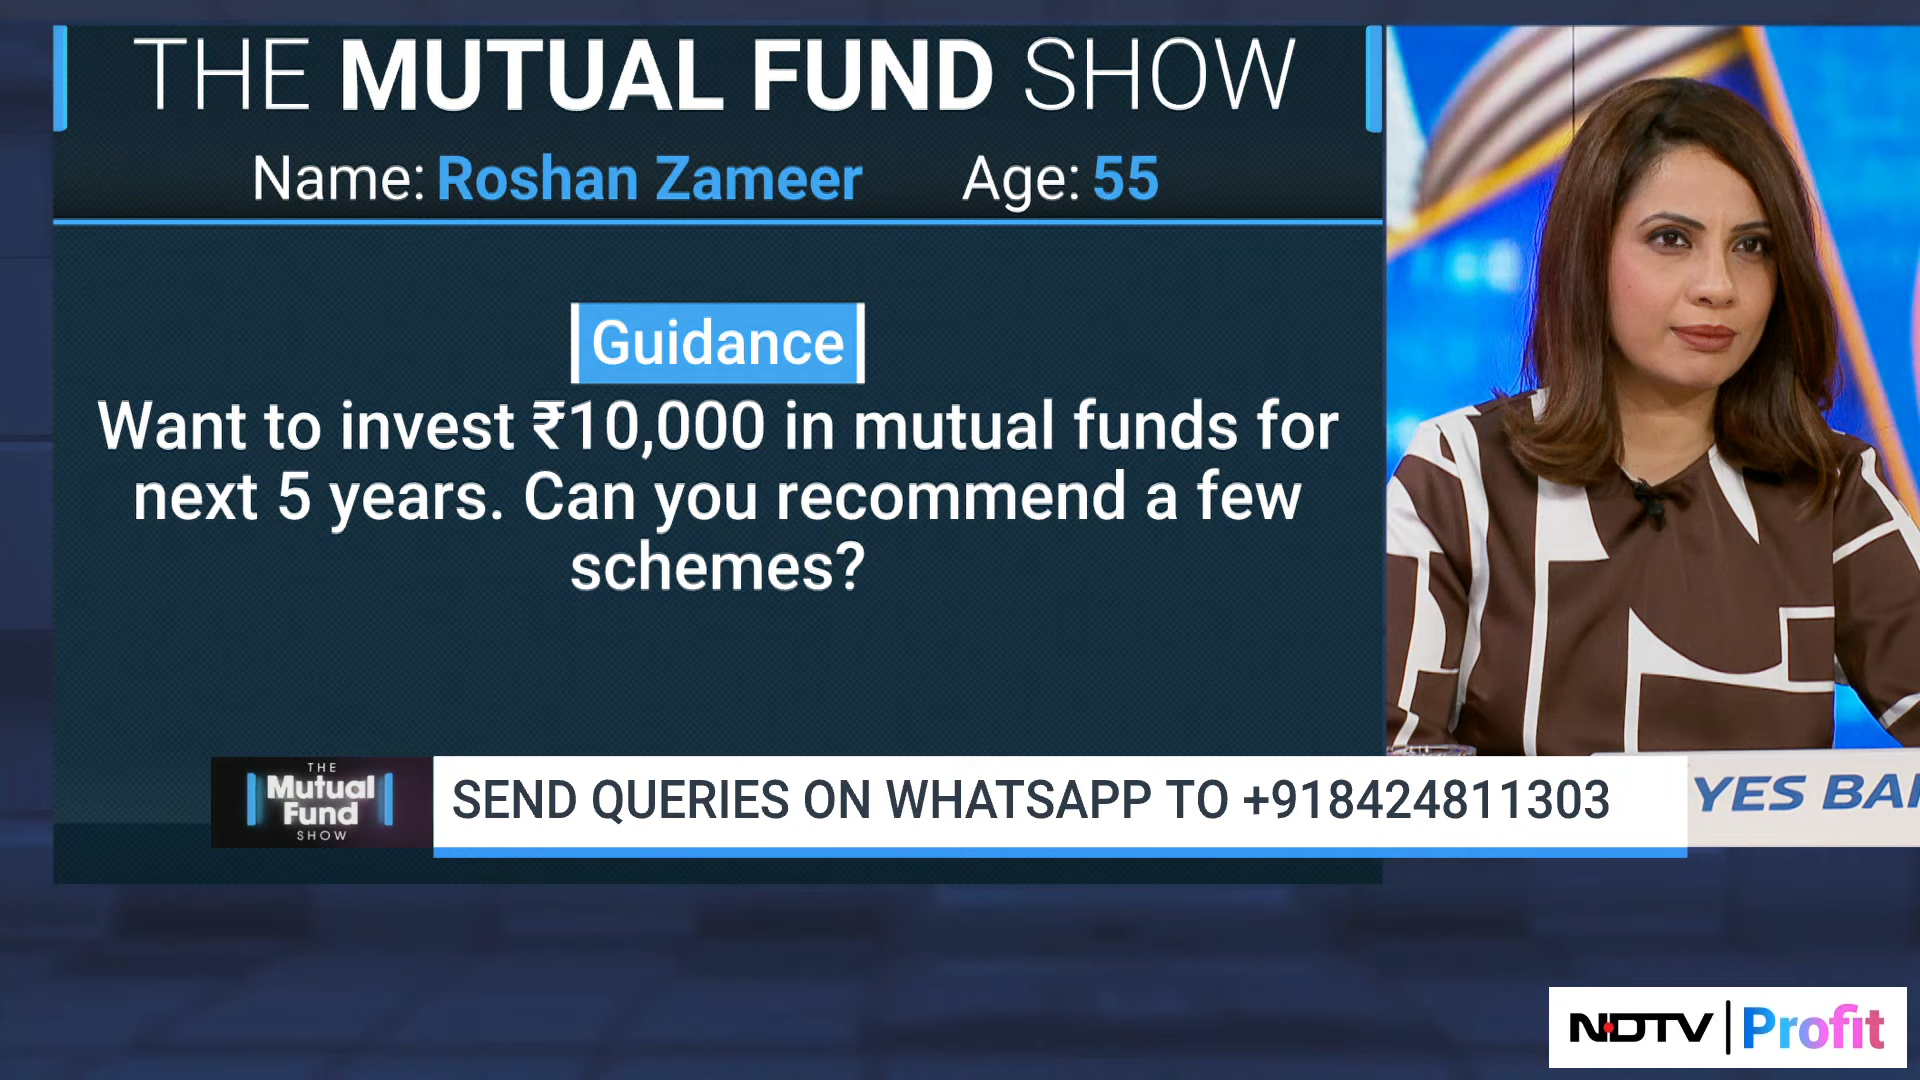 THE MUTUAL FUND SHOW
Name: Roshan Zameer Age: 55
Guidance
Want to invest ₹10,000 in mutual funds for
next 5 years. Can you recommend a few
schemes?
THE
Mutual
Fund
SHOW
SEND QUERIES ON WHATSAPP TO +918424811303
YES BA
NDTV | Profit